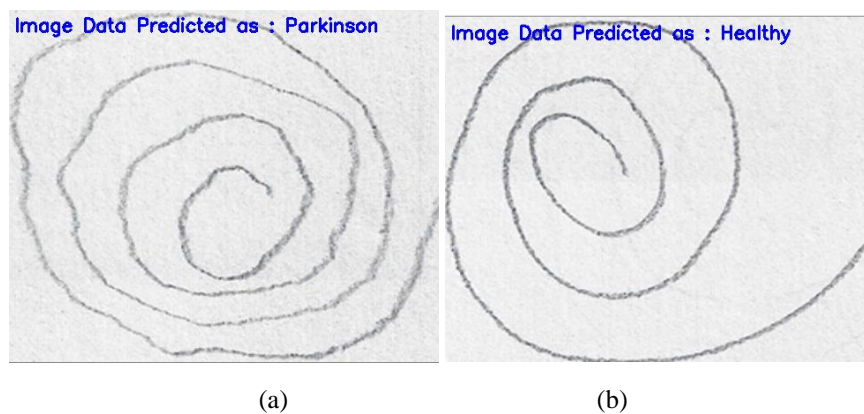 Image Data Predicted as : Parkinson
Image Data Predicted as : Healthy
(a)
(b)